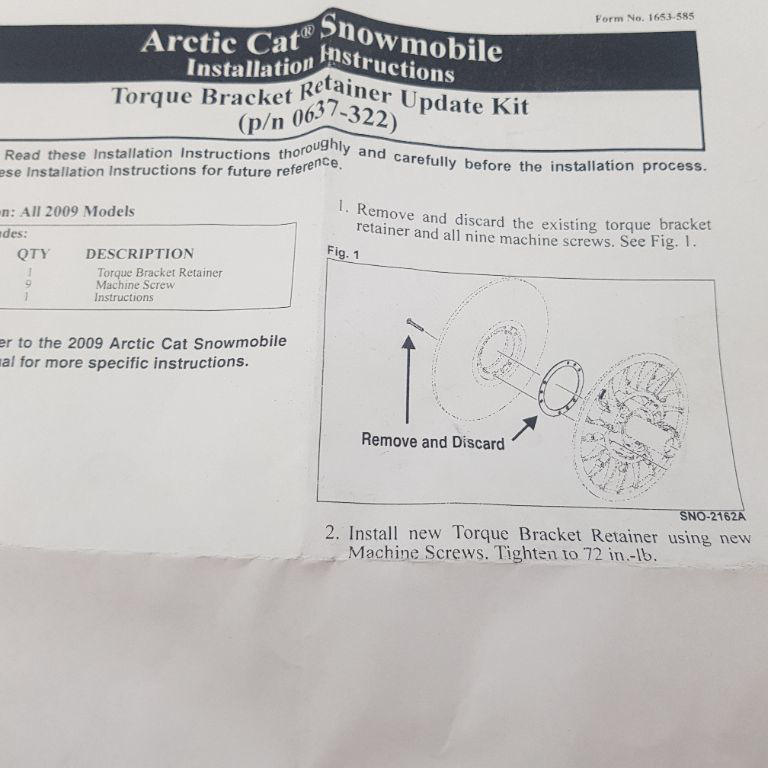 Form No. 1653-585
Arctic Cat® Snowmobile
Installation Instructions
Torque Bracket Retainer Update Kit
(p/n 0637-322)
Read these Installation Instructions thoroughly and carefully before the installation process.
ese Installation Instructions for future reference.
n: All 2009 Models
des:
QTY DESCRIPTION
1 Torque Bracket Retainer
9 Machine Screw
1 Instructions
er to the 2009 Arctic Cat Snowmobile
al for more specific instructions.
1. Remove and discard the existing torque bracket
retainer and all nine machine screws. See Fig. 1.
Fig. 1
Remove and Discard
SNO-2162A
2. Install new Torque Bracket Retainer using new
Machine Screws. Tighten to 72 in.-lb.